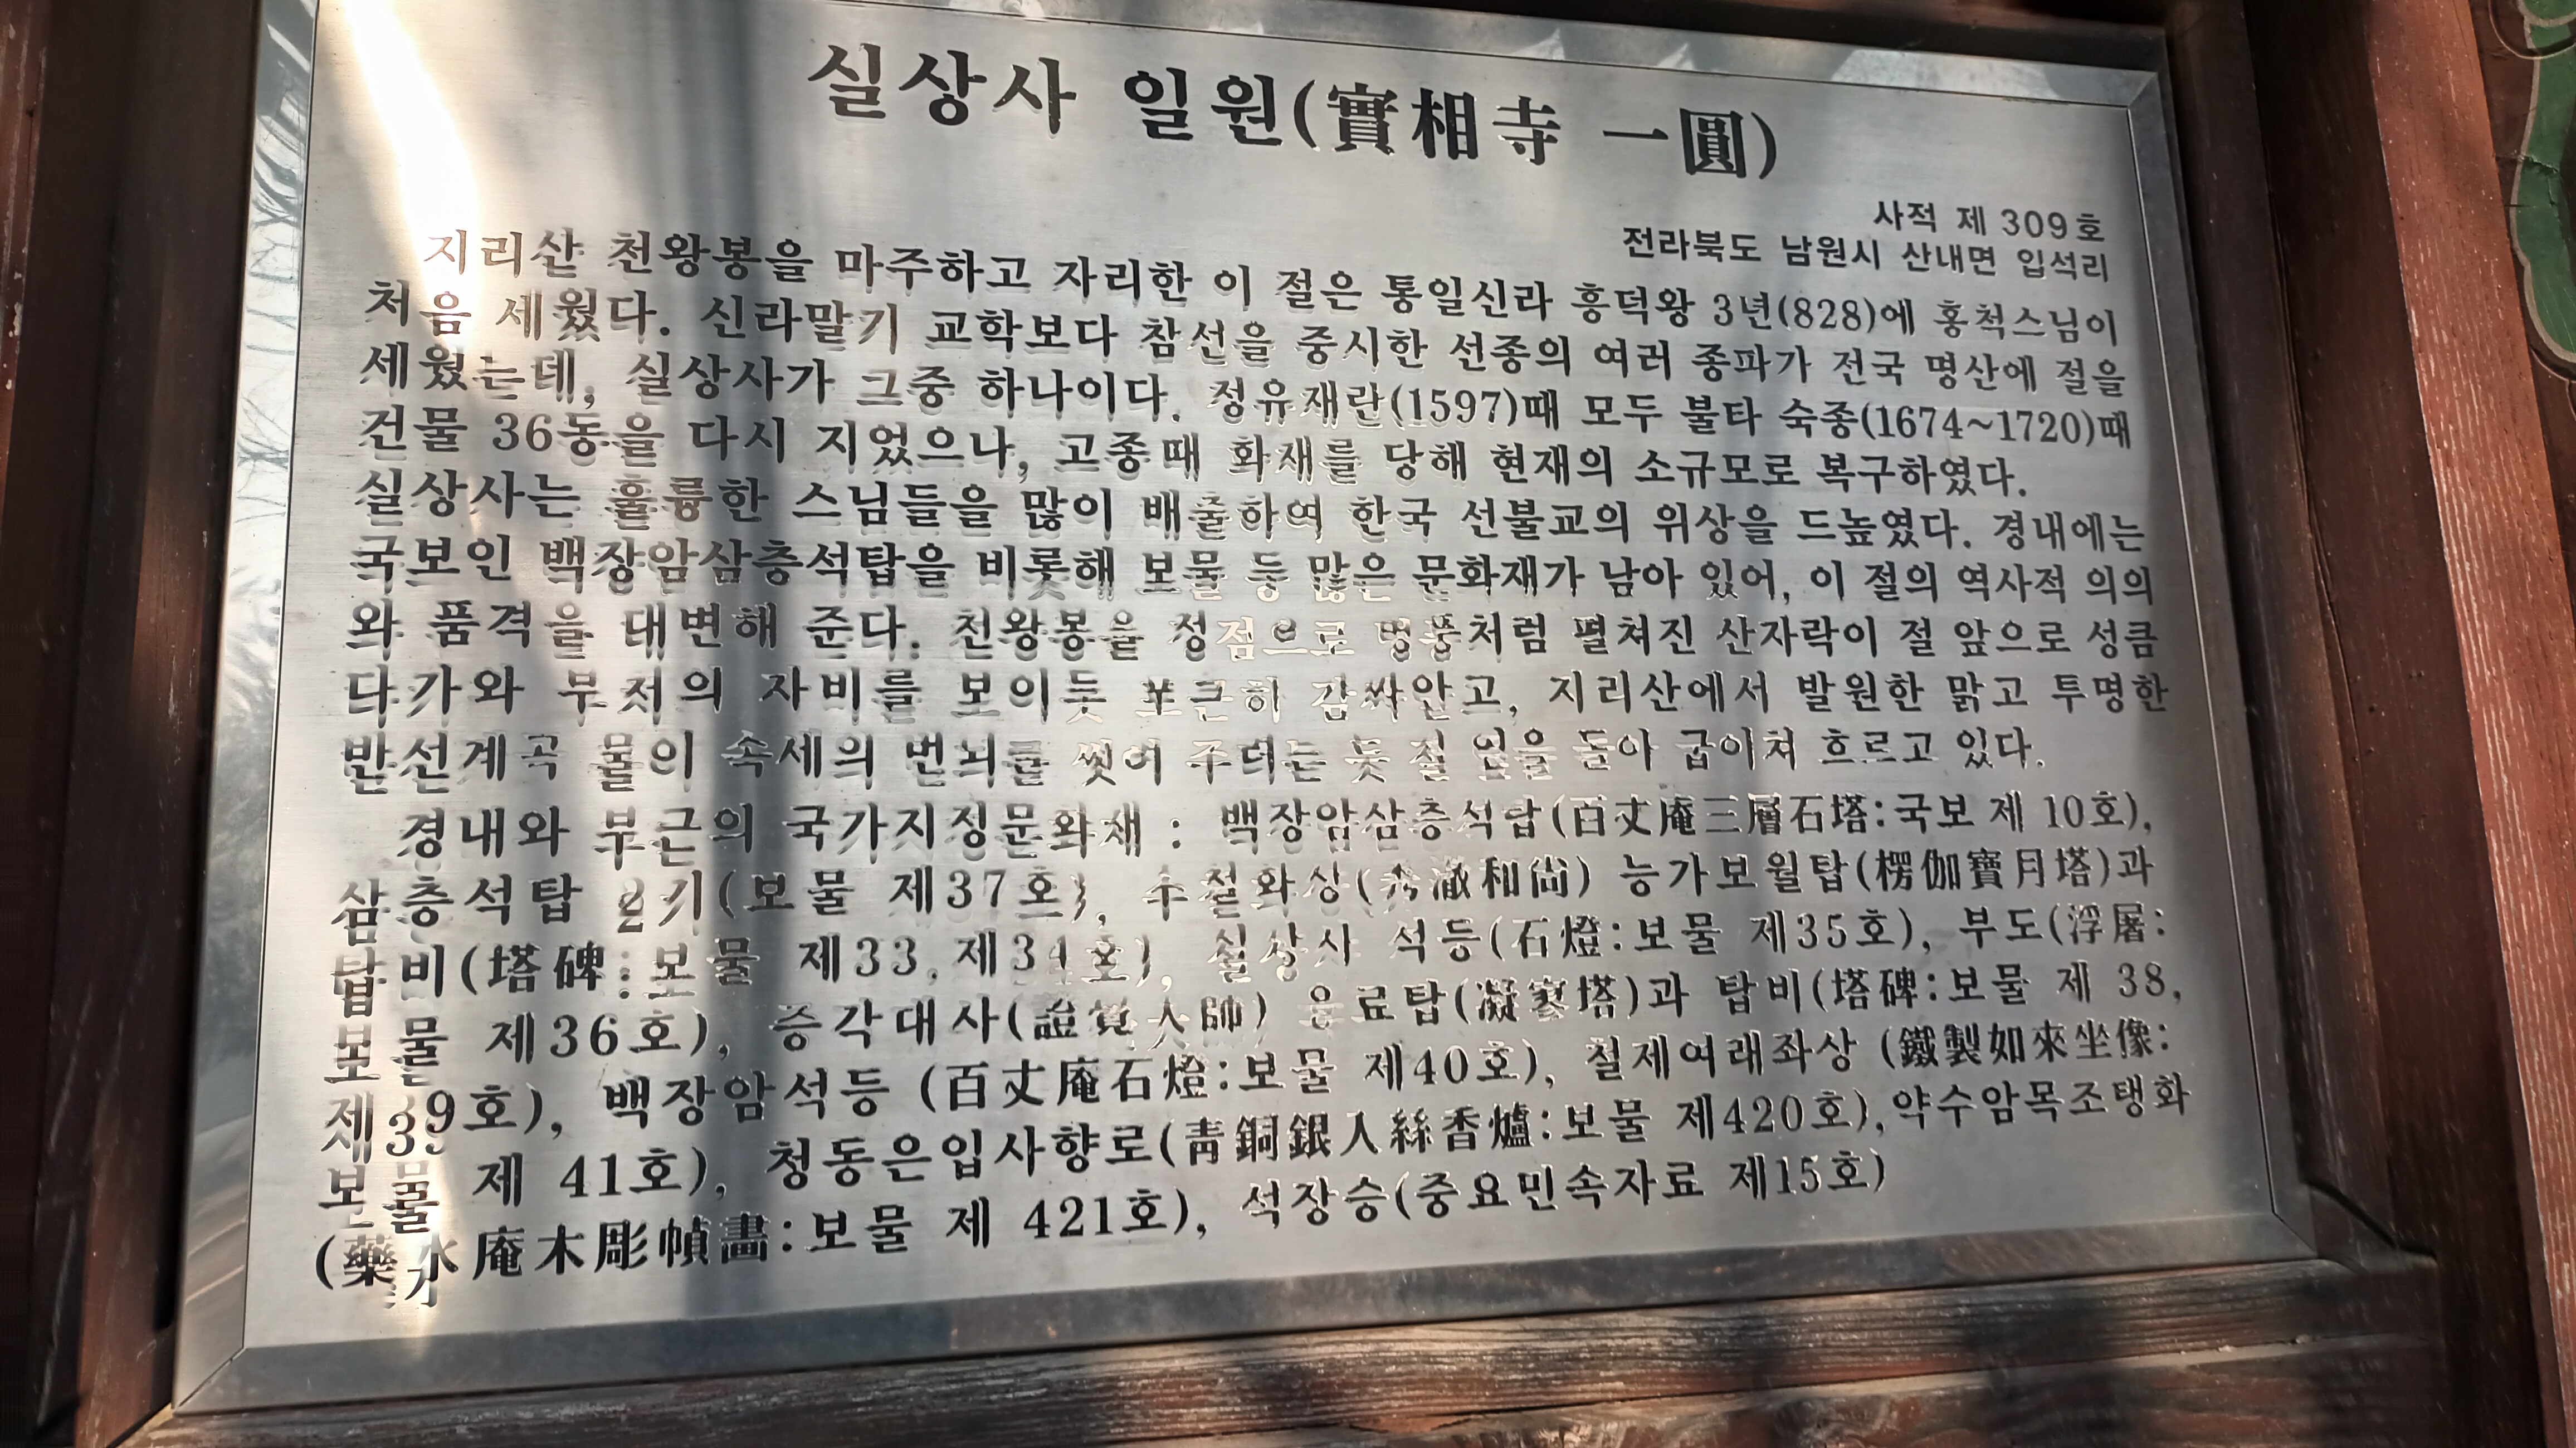 실상사 일원(實相寺 一圓)
사적 제 309호
전라북도 남원시 산내면 입석리
지리산 천왕봉을 마주하고 자리한 이 절은 통일신라 흥덕왕 3년(828)에 홍척스님이
처음 세웠다. 신라말기 교학보다 참선을 중시한 선종의 여러 종파가 전국 명산에 절을
세웠는데, 실상사가 그중 하나이다. 정유재란(1597)때 모두 불타 숙종(1674~1720)때
건물 36동을 다시 지었으나, 고종때 화재를 당해 현재의 소규모로 복구하였다.
실상사는 훌륭한 스님들을 많이 배출하여 한국 선불교의 위상을 드높였다. 경내에는
국보인 백장암삼층석탑을 비롯해 보물 등 많은 문화재가 남아 있어, 이 절의 역사적 의의
와 품격을 대변해 준다. 천왕봉을 정점으로 병풍처럼 펼쳐진 산자락이 절 앞으로 성큼
다가와 부처의 자비를 보이듯 포근히 감싸안고, 지리산에서 발원한 맑고 투명한
반선계곡 물이 속세의 번뇌를 씻어 주려는 듯 절 앞을 돌아 굽이쳐 흐르고 있다.
경내와 부근의 국가지정문화재 : 백장암삼층석탑(百丈庵三層石塔:국보 제 10호),
삼층석탑 2기(보물 제37호), 수철화상(秀澈和尙) 능가보월탑(楞伽寶月塔)과
탑비(塔碑:보물 제33,제34호), 실상사 석등(石燈:보물 제35호), 부도(浮屠:
보물 제36호), 증각대사(證覺大師) 응료탑(凝寥塔)과 탑비(塔碑:보물 제 38,
제39호), 백장암석등 (百丈庵石燈:보물 제40호), 철제여래좌상 (鐵製如來坐像:
보물 제 41호), 청동은입사향로(靑銅銀入絲香爐:보물 제420호),약수암목조탱화
(藥水庵木彫幀畵:보물 제 421호), 석장승(중요민속자료 제15호)